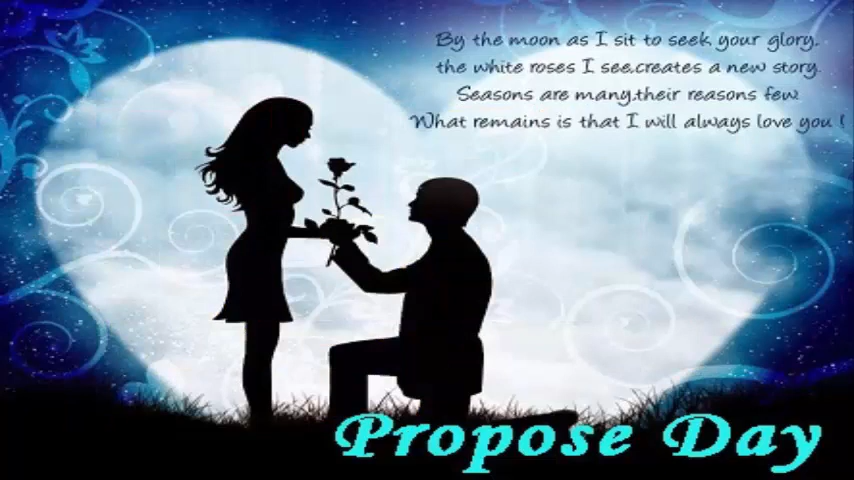 By the moon as I sit to seek your glory.
the white roses I see,creates a new story.
Seasons are many,their reasons few
What remains is that I will always love you !
Propose Day